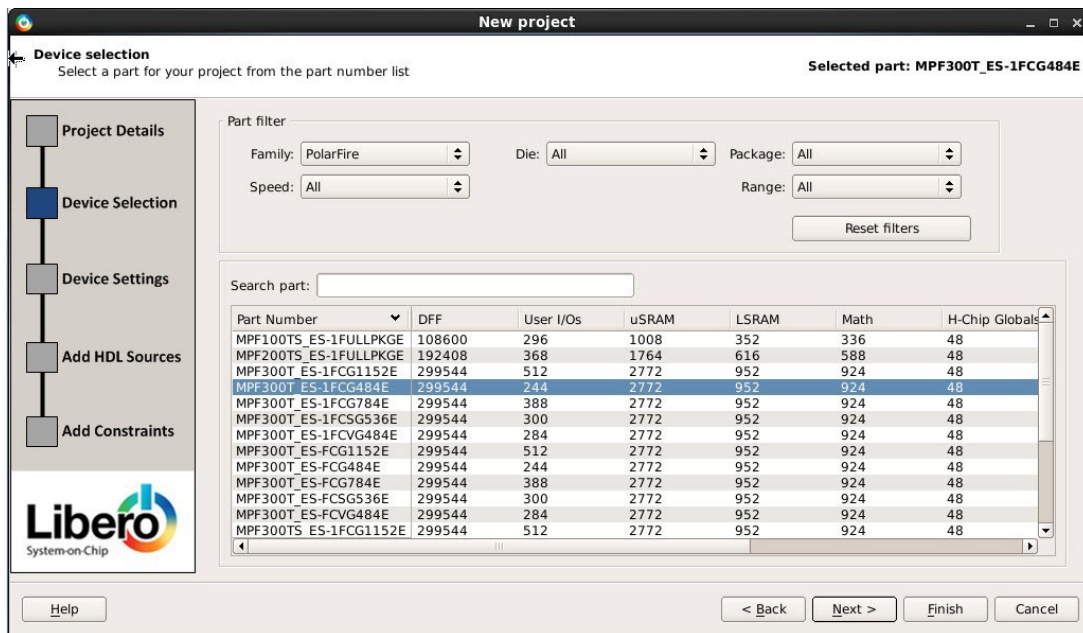 New project
Device selection
Select a part for your project from the part number list
Selected part: MPF300T_ES-1FCG484E
Project Details
Device Selection
Device Settings
Add HDL Sources
Add Constraints
Libero
System-on-Chip
Part filter
Family: PolarFire Die: All Package: All
Speed: All Range: All
Reset filters
Search part:
Part Number DFF User I/Os uSRAM LSRAM Math H-Chip Globals
MPF100TS_ES-1FULLPKGE 108600 296 1008 352 336 48
MPF200TS_ES-1FULLPKGE 192408 368 1764 616 588 48
MPF300T_ES-1FCG1152E 299544 512 2772 952 924 48
MPF300T_ES-1FCG484E 299544 244 2772 952 924 48
MPF300T_ES-1FCG784E 299544 388 2772 952 924 48
MPF300T_ES-1FCSG536E 299544 300 2772 952 924 48
MPF300T_ES-1FCVG484E 299544 284 2772 952 924 48
MPF300T_ES-FCG1152E 299544 512 2772 952 924 48
MPF300T_ES-FCG484E 299544 244 2772 952 924 48
MPF300T_ES-FCG784E 299544 388 2772 952 924 48
MPF300T_ES-FCSG536E 299544 300 2772 952 924 48
MPF300T_ES-FCVG484E 299544 284 2772 952 924 48
MPF300TS_ES-1FCG1152E 299544 512 2772 952 924 48
Help < Back Next > Finish Cancel